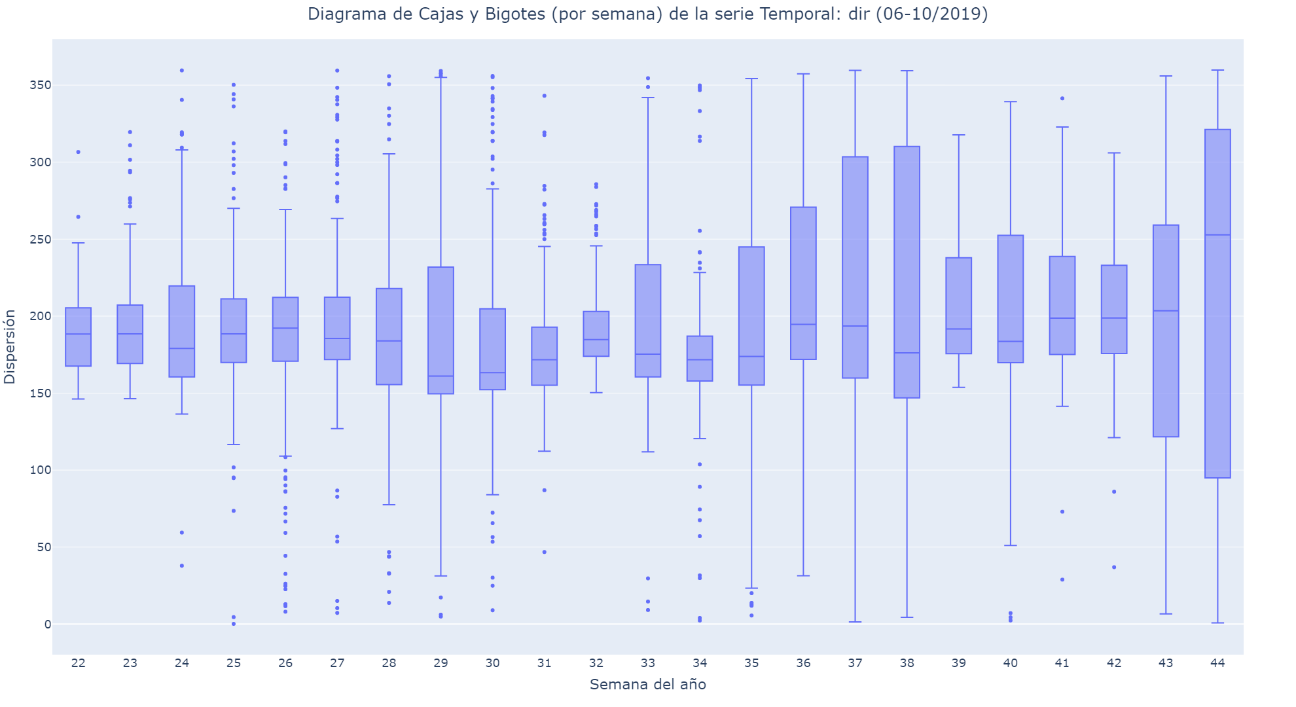 Diagrama de Cajas y Bigotes (por semana) de la serie Temporal: dir (06-10/2019)
Dispersión
350
300
250
200
150
100
50
0
22 23 24 25 26 27 28 29 30 31 32 33 34 35 36 37 38 39 40 41 42 43 44
Semana del año